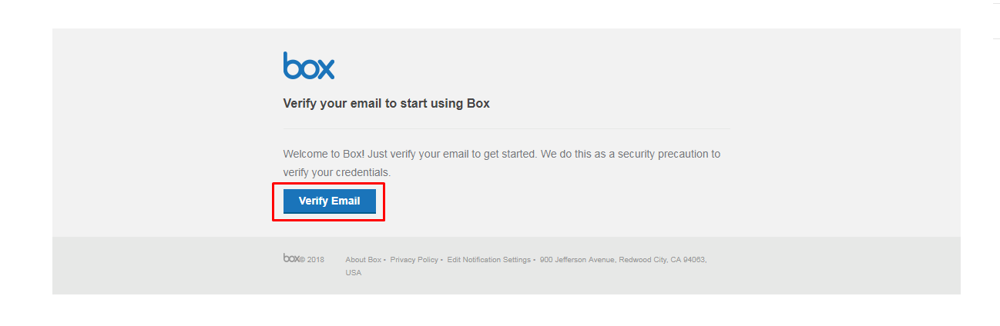 box
Verify your email to start using Box
Welcome to Box! Just verify your email to get started. We do this as a security precaution to
verify your credentials.
Verify Email
box© 2018 About Box • Privacy Policy • Edit Notification Settings • 900 Jefferson Avenue, Redwood City, CA 94063,
USA